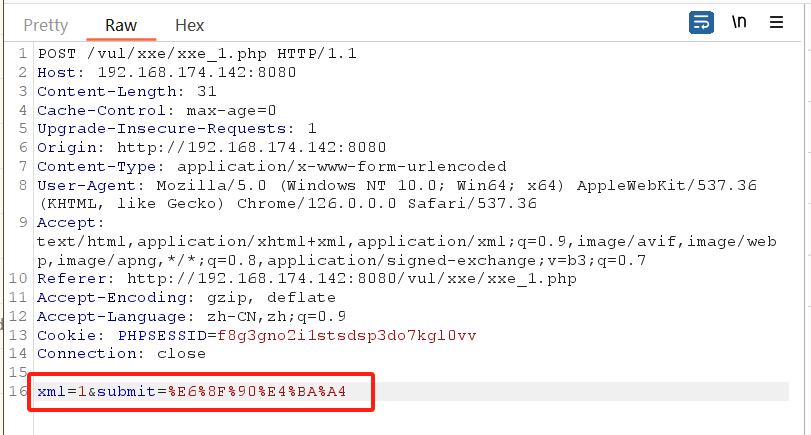 Pretty Raw Hex \n
1 POST /vul/xxe/xxe_1.php HTTP/1.1
2 Host: 192.168.174.142:8080
3 Content-Length: 31
4 Cache-Control: max-age=0
5 Upgrade-Insecure-Requests: 1
6 Origin: http://192.168.174.142:8080
7 Content-Type: application/x-www-form-urlencoded
8 User-Agent: Mozilla/5.0 (Windows NT 10.0; Win64; x64) AppleWebKit/537.36
(KHTML, like Gecko) Chrome/126.0.0.0 Safari/537.36
9 Accept:
text/html,application/xhtml+xml,application/xml;q=0.9,image/avif,image/web
p,image/apng,*/*;q=0.8,application/signed-exchange;v=b3;q=0.7
10 Referer: http://192.168.174.142:8080/vul/xxe/xxe_1.php
11 Accept-Encoding: gzip, deflate
12 Accept-Language: zh-CN,zh;q=0.9
13 Cookie: PHPSESSID=f8g3gno2i1stsdsp3do7kgl0vv
14 Connection: close
15
16 xml=1&submit=%E6%8F%90%E4%BA%A4